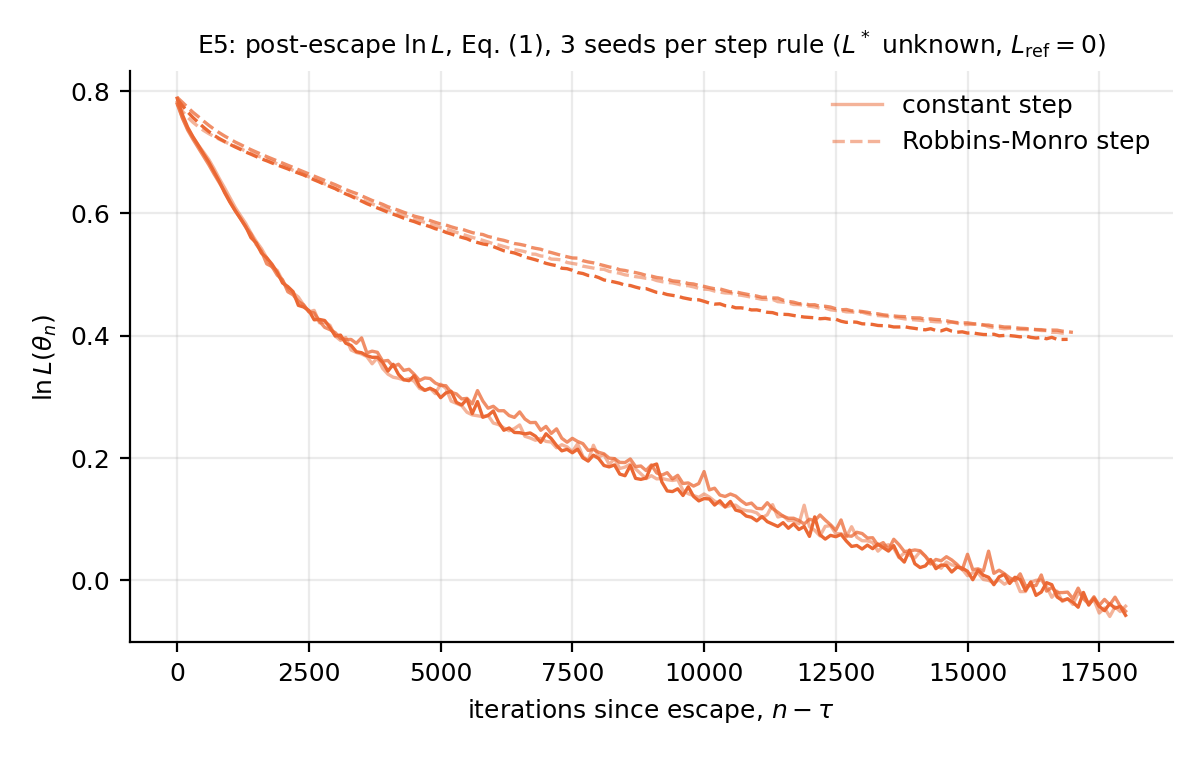 E5: post-escape ln L, Eq. (1), 3 seeds per step rule (L* unknown, L_ref = 0)
constant step
Robbins-Monro step
ln L(θ_n)
0.8
0.6
0.4
0.2
0.0
0 2500 5000 7500 10000 12500 15000 17500
iterations since escape, n − τ